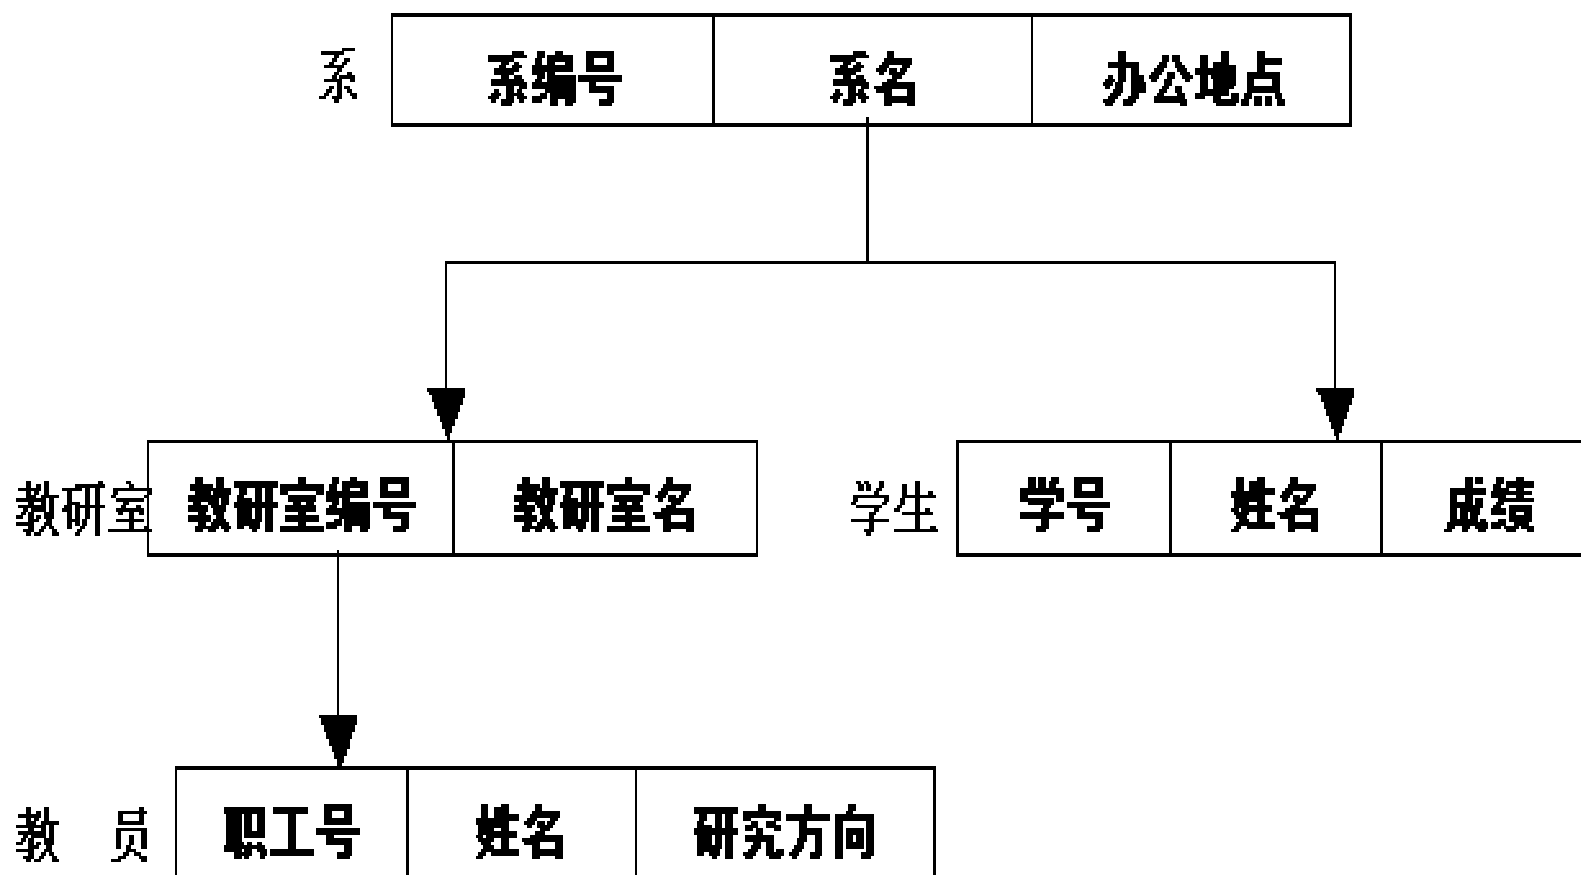 系 系编号 系名 办公地点
教研室 教研室编号 教研室名 学生 学号 姓名 成绩
教 员 职工号 姓名 研究方向